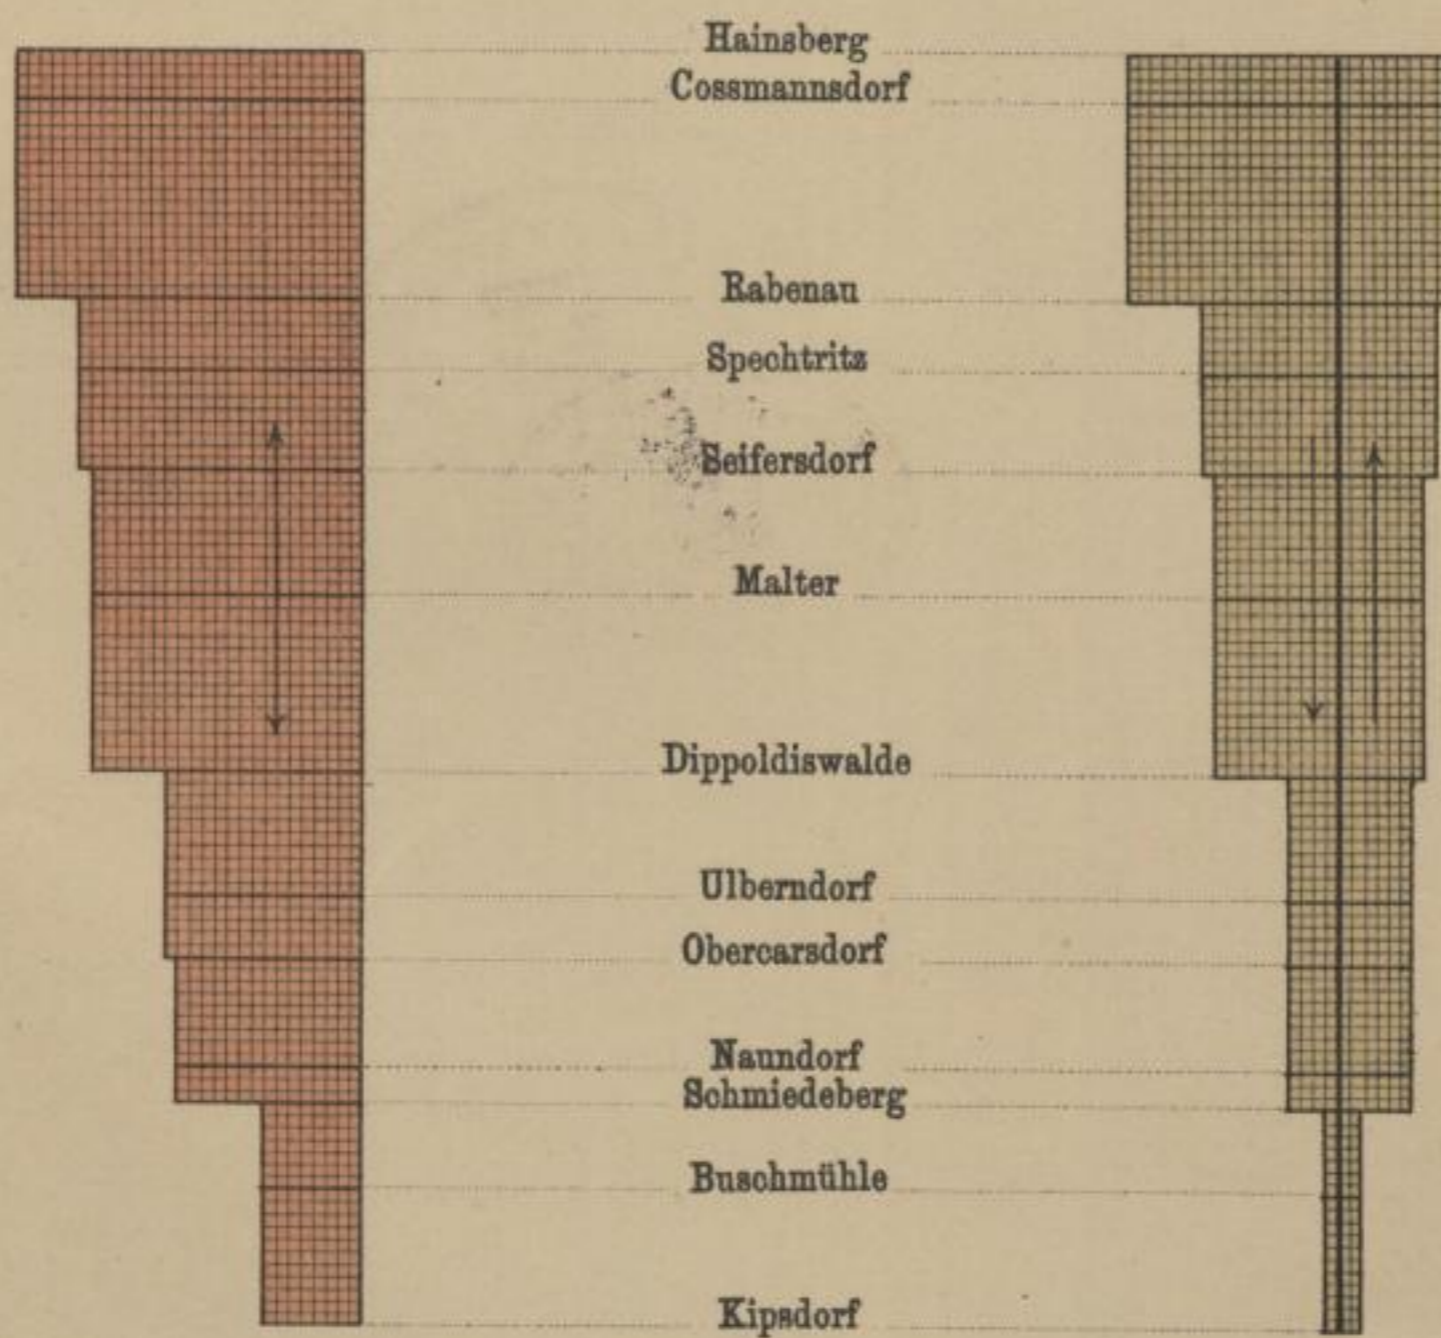 Hainsberg
Cossmannsdorf
Rabenau
Spechtritz
Seifersdorf
Malter
Dippoldiswalde
Ulberndorf
Obercarsdorf
Naundorf
Schmiedeberg
Buschmühle
Kipsdorf